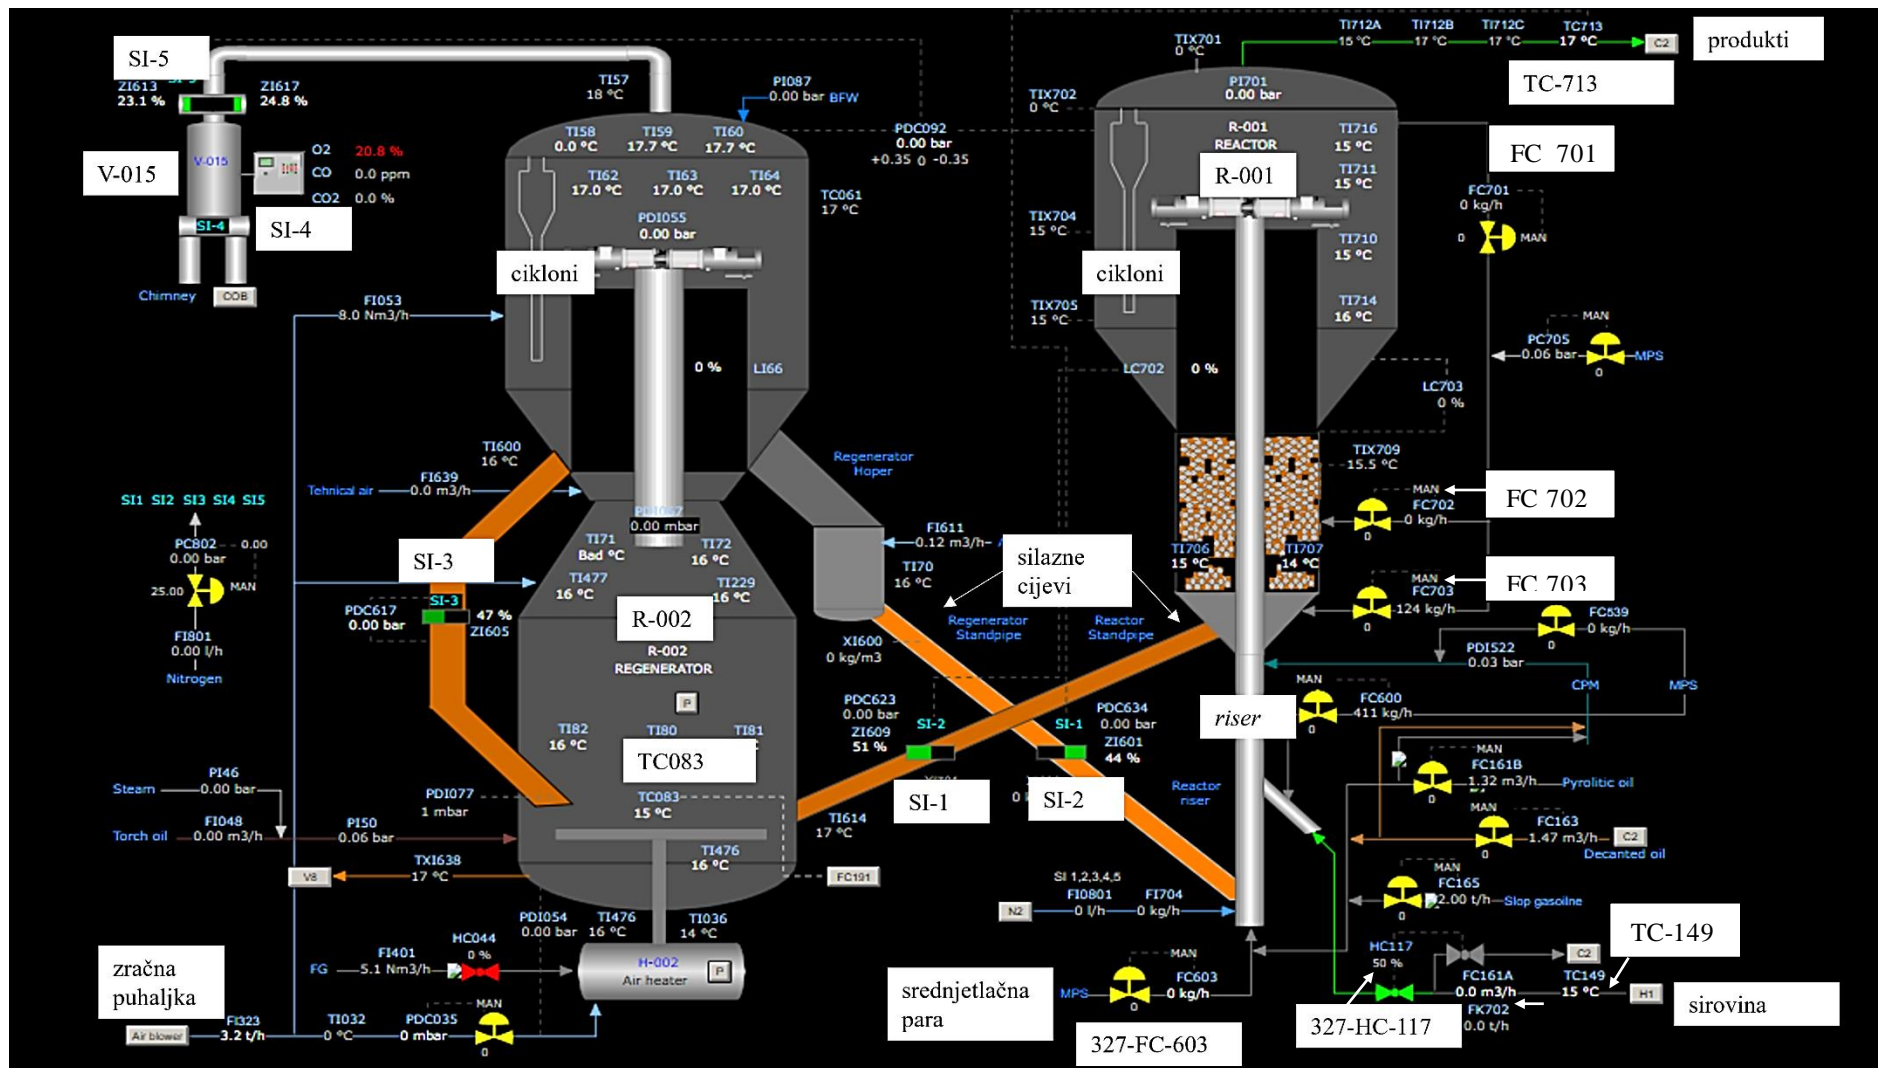 SI-5
ZI613
23.1 %
ZI617
24.8 %
V-015
V-015
O2 20.8 %
CO 0.0 ppm
CO2 0.0 %
SI-4
SI-4
Chimney
COB
TI57
18 °C
PI087
0.00 bar
BFW
TI58
0.0 °C
TI59
17.7 °C
TI60
17.7 °C
TI62
17.0 °C
TI63
17.0 °C
TI64
17.0 °C
TC061
17 °C
PDI055
0.00 bar
cikloni
FI053
8.0 Nm3/h
0 %
LI66
PDC092
0.00 bar
+0.35 0 -0.35
TIX701
0 °C
TIX702
0 °C
PI701
0.00 bar
R-001
REACTOR
R-001
TI712A
15 °C
TI712B
17 °C
TI712C
17 °C
TC713
17 °C
C2
produkti
TC-713
FC 701
TI716
15 °C
TI711
15 °C
FC701
0 kg/h
0
MAN
TIX704
15 °C
TI710
15 °C
cikloni
TIX705
15 °C
TI714
16 °C
MAN
PC705
0.06 bar
0
MPS
LC702
0 %
LC703
0 %
TI600
16 °C
FI639
0.0 m3/h
Tehnical air
Regenerator
Hoper
TIX709
15.5 °C
SI1 SI2 SI3 SI4 SI5
PC802
0.00 bar
0.00
25.00
MAN
FI801
0.00 l/h
Nitrogen
0.00 mbar
TI71
Bad °C
TI72
16 °C
TI477
16 °C
TI229
16 °C
SI-3
SI-3
PDC617
0.00 bar
47 %
ZI605
R-002
R-002
REGENERATOR
P
FI611
0.12 m3/h
TI70
16 °C
silazne
cijevi
Regenerator
Standpipe
Reactor
Standpipe
XI600
0 kg/m3
TI706
15 °C
TI707
14 °C
MAN
FC702
0 kg/h
0
FC 702
MAN
FC703
124 kg/h
0
FC 703
FC639
0 kg/h
0
PDI522
0.03 bar
CPM
MPS
MAN
FC600
411 kg/h
0
riser
PDC623
0.00 bar
ZI609
51 %
SI-2
SI-1
PDC634
0.00 bar
ZI601
44 %
SI-1
SI-2
TI82
16 °C
TI80
TI81
TC083
TC083
15 °C
TI614
17 °C
PI46
0.00 bar
Steam
FI048
0.00 m3/h
Torch oil
PI50
0.06 bar
PDI077
1 mbar
TXI638
17 °C
V8
TI476
16 °C
FC191
Reactor
riser
MAN
FC161B
1.32 m3/h
0
Pyrolitic oil
MAN
FC163
1.47 m3/h
0
C2
Decanted oil
MAN
FC165
2.00 t/h
0
Slop gasoilne
SI 1,2,3,4,5
FI0801
0 l/h
FI704
0 kg/h
N2
PDI054
0.00 bar
TI476
16 °C
TI036
14 °C
H-002
Air heater
P
FG
FI401
5.1 Nm3/h
HC044
0 %
zračna
puhaljka
Air blower
FI323
3.2 t/h
TI032
0 °C
PDC035
0 mbar
MAN
0
srednjetlačna
para
MPS
MAN
FC603
0 kg/h
0
327-FC-603
HC117
50 %
327-HC-117
C2
TC-149
FC161A
0.0 m3/h
TC149
15 °C
H1
FK702
0.0 t/h
sirovina